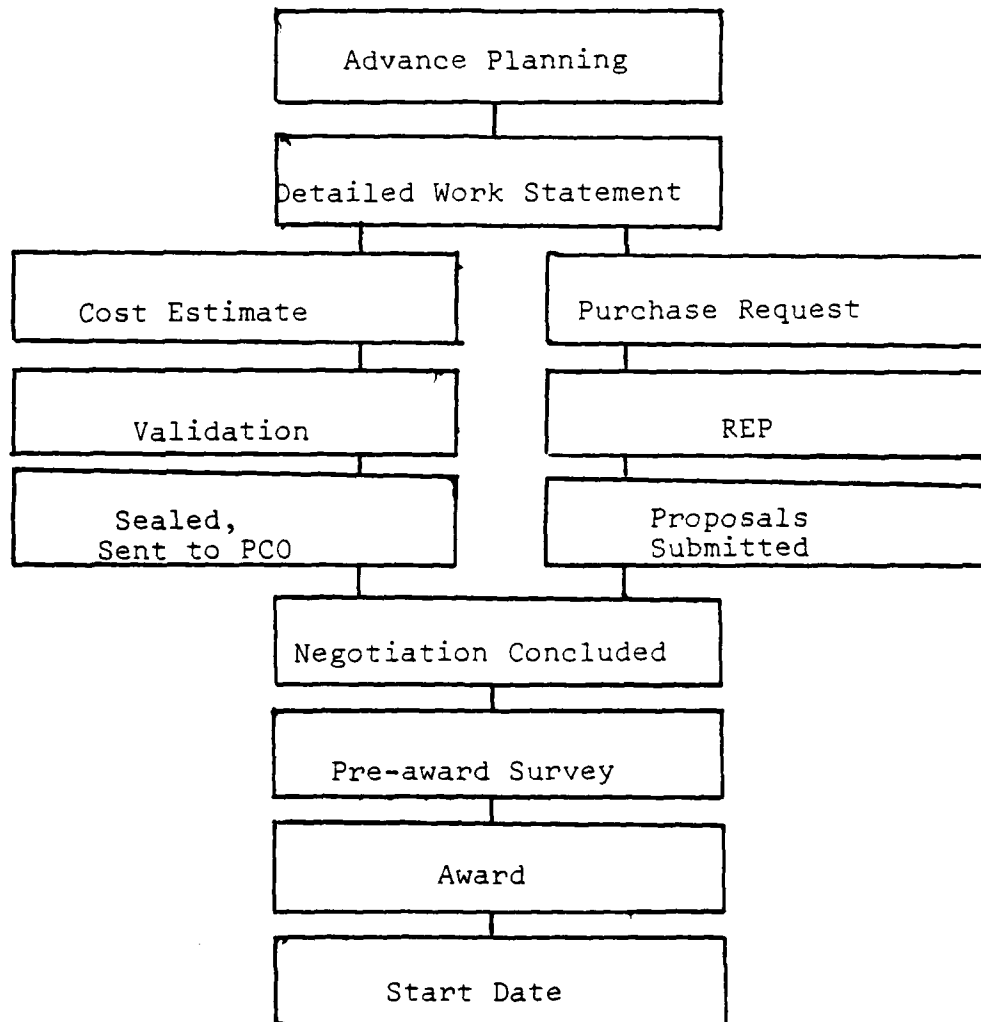 Advance Planning
Detailed Work Statement
Cost Estimate
Purchase Request
Validation
REP
Sealed,
Sent to PCO
Proposals
Submitted
Negotiation Concluded
Pre-award Survey
Award
Start Date